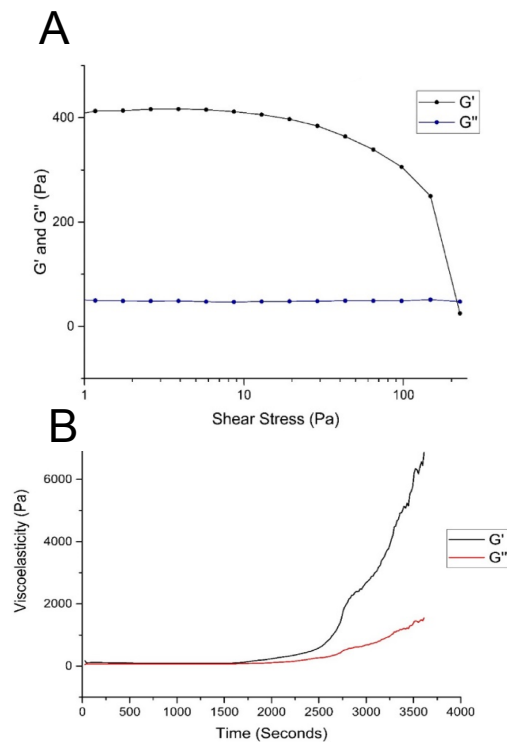 A
G' and G" (Pa)
400
200
0
G'
G"
1
10
100
Shear Stress (Pa)
B
Viscoelasticity (Pa)
6000
4000
2000
0
G'
G"
0 500 1000 1500 2000 2500 3000 3500 4000
Time (Seconds)